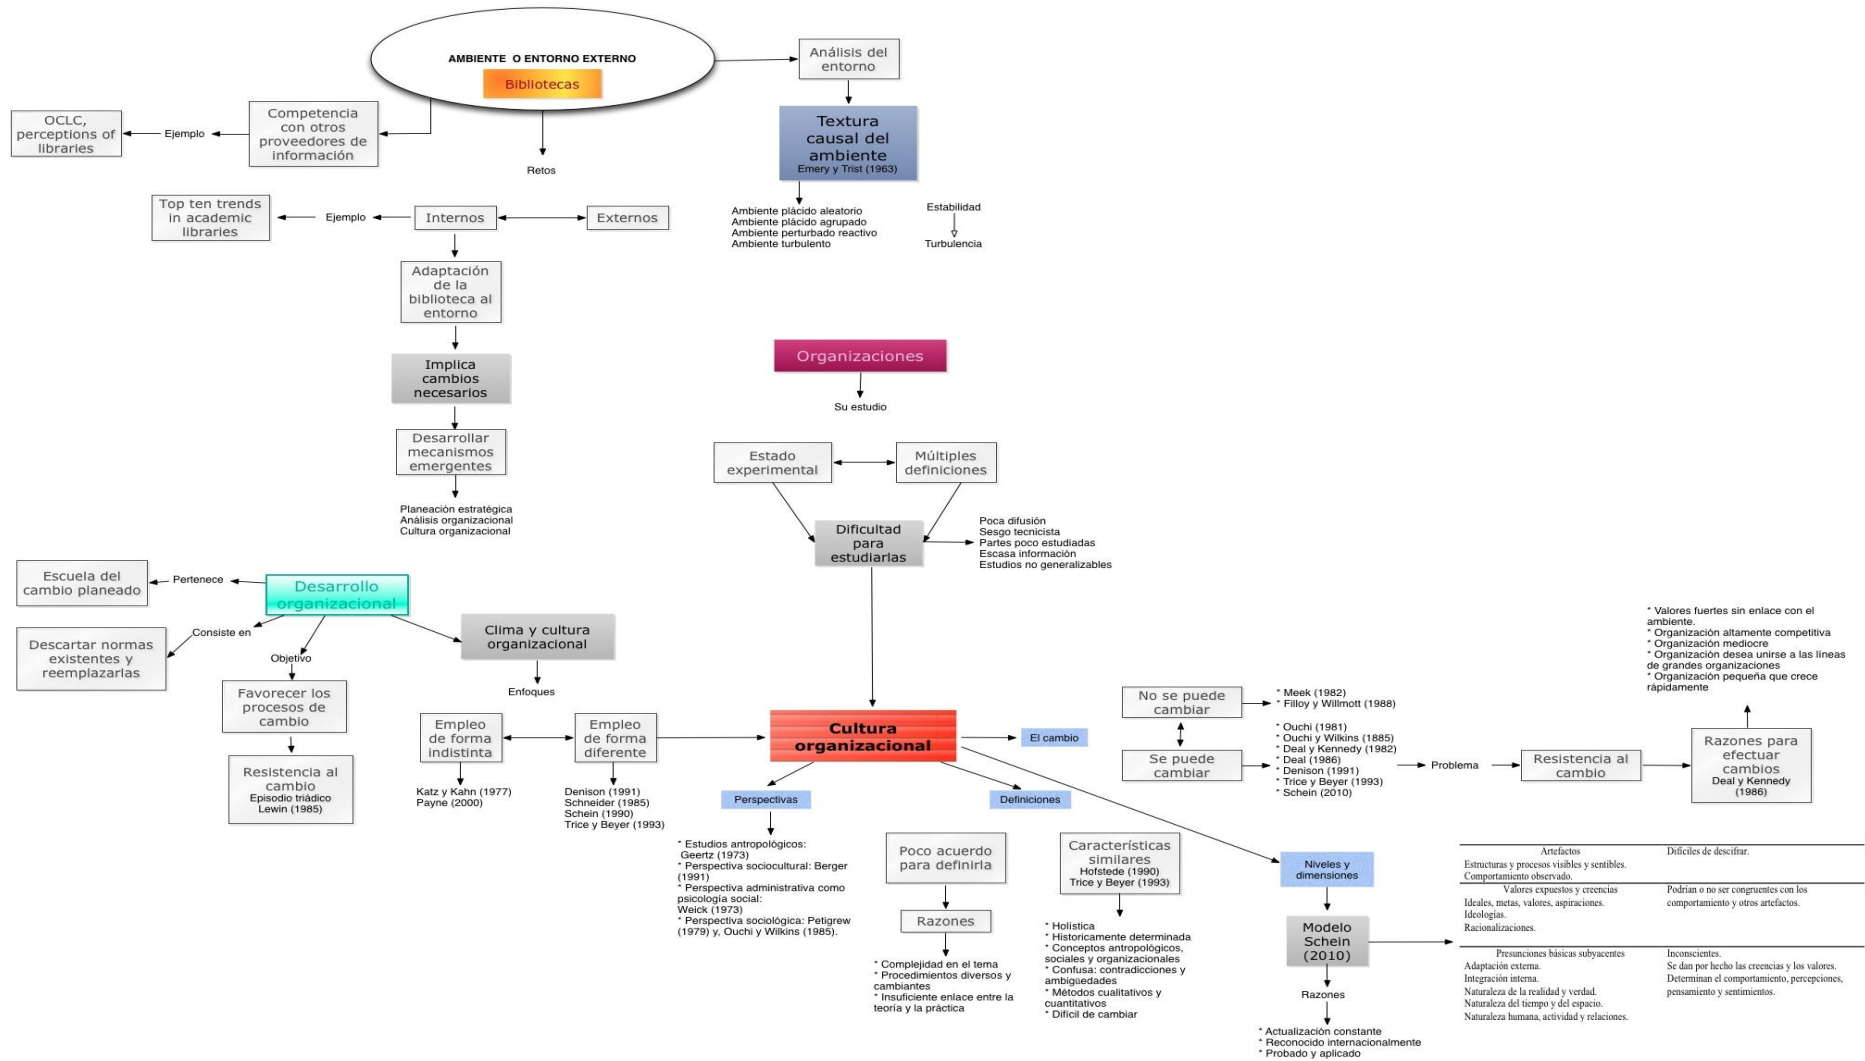 AMBIENTE  O ENTORNO EXTERNO
Bibliotecas
Análisis del
entorno
Textura
causal del
ambiente
Emery y Trist (1963)
Ambiente plácido aleatorio
Ambiente plácido agrupado
Ambiente perturbado reactivo
Ambiente turbulento
Estabilidad
Turbulencia
OCLC,
perceptions of
libraries
Ejemplo
Competencia
con otros
proveedores de
información
Retos
Top ten trends
in academic
libraries
Ejemplo
Internos
Externos
Adaptación
de la
biblioteca al
entorno
Implica
cambios
necesarios
Desarrollar
mecanismos
emergentes
Planeación estratégica
Análisis organizacional
Cultura organizacional
Organizaciones
Su estudio
Estado
experimental
Múltiples
definiciones
Dificultad
para
estudiarlas
Poca difusión
Sesgo tecnicista
Partes poco estudiadas
Escasa información
Estudios no generalizables
Escuela del
cambio planeado
Pertenece
Desarrollo
organizacional
Consiste en
Descartar normas
existentes y
reemplazarlas
Objetivo
Favorecer los
procesos de
cambio
Resistencia al
cambio
Episodio triádico
Lewin (1985)
Clima y cultura
organizacional
Enfoques
Empleo
de forma
indistinta
Empleo
de forma
diferente
Katz y Kahn (1977)
Payne (2000)
Denison (1991)
Schneider (1985)
Schein (1990)
Trice y Beyer (1993)
Cultura
organizacional
El cambio
Perspectivas
Definiciones
* Estudios antropológicos:
Geertz (1973)
* Perspectiva sociocultural: Berger
(1991)
* Perspectiva administrativa como
psicología social:
Weick (1973)
* Perspectiva sociológica: Petigrew
(1979) y, Ouchi y Wilkins (1985).
Poco acuerdo
para definirla
Razones
* Complejidad en el tema
* Procedimientos diversos y
cambiantes
* Insuficiente enlace entre la
teoría y la práctica
Características
similares
Hofstede (1990)
Trice y Beyer (1993)
* Holística
* Historicamente determinada
* Conceptos antropológicos,
sociales y organizacionales
* Confusa: contradicciones y
ambigüedades
* Métodos cualitativos y
cuantitativos
* Difícil de cambiar
No se puede
cambiar
* Meek (1982)
* Filloy y Willmott (1988)
Se puede
cambiar
* Ouchi (1981)
* Ouchi y Wilkins (1885)
* Deal y Kennedy (1982)
* Deal (1986)
* Denison (1991)
* Trice y Beyer (1993)
* Schein (2010)
Problema
Resistencia al
cambio
Razones para
efectuar
cambios
Deal y Kennedy
(1986)
* Valores fuertes sin enlace con el
ambiente.
* Organización altamente competitiva
* Organización mediocre
* Organización desea unirse a las líneas
de grandes organizaciones
* Organización pequeña que crece
rápidamente
Niveles y
dimensiones
Modelo
Schein
(2010)
Razones
* Actualización constante
* Reconocido internacionalmente
* Probado y aplicado
Artefactos
Estructuras y procesos visibles y sentibles.
Comportamiento observado.
Difíciles de descifrar.
Valores expuestos y creencias
Ideales, metas, valores, aspiraciones.
Ideologías.
Racionalizaciones.
Podrían o no ser congruentes con los
comportamiento y otros artefactos.
Presunciones básicas subyacentes
Adaptación externa.
Integración interna.
Naturaleza de la realidad y verdad.
Naturaleza del tiempo y del espacio.
Naturaleza humana, actividad y relaciones.
Inconscientes.
Se dan por hecho las creencias y los valores.
Determinan el comportamiento, percepciones,
pensamiento y sentimientos.